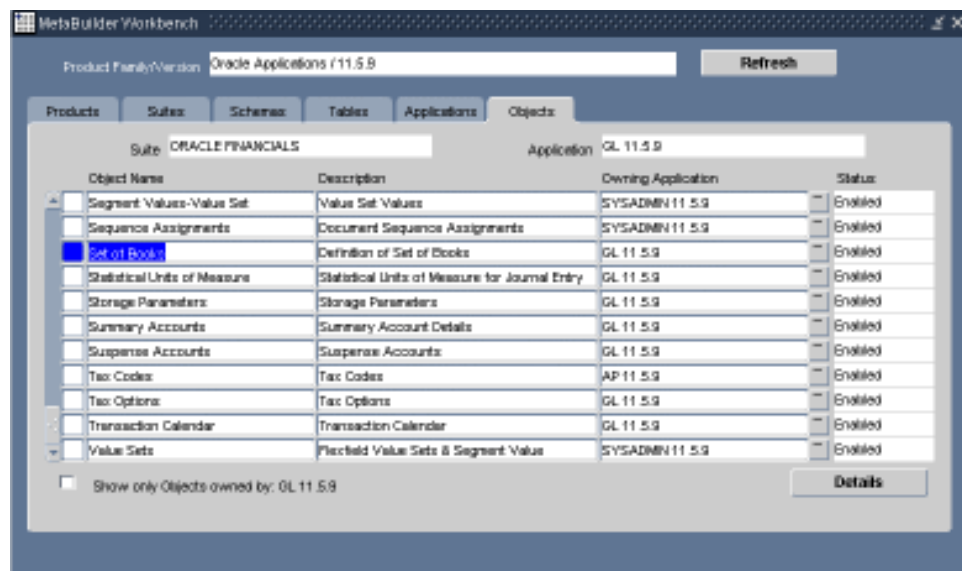 MetaBuilder Workbench
Product Family/Version Oracle Applications / 11.5.9 Refresh
Products Suites Schemas Tables Applications Objects
Suite ORACLE FINANCIALS Application GL 11.5.9
Object Name Description Owning Application Status
Segment Values-Value Set Value Set Values SYSADMIN 11.5.9 Enabled
Sequence Assignments Document Sequence Assignments SYSADMIN 11.5.9 Enabled
Set of Books Definition of Set of Books GL 11.5.9 Enabled
Statistical Units of Measure Statistical Units of Measure for Journal Entry GL 11.5.9 Enabled
Storage Parameters Storage Parameters GL 11.5.9 Enabled
Summary Accounts Summary Account Details GL 11.5.9 Enabled
Suspense Accounts Suspense Accounts GL 11.5.9 Enabled
Tax Codes Tax Codes AP 11.5.9 Enabled
Tax Options Tax Options GL 11.5.9 Enabled
Transaction Calendar Transaction Calendar GL 11.5.9 Enabled
Value Sets Flexfield Value Sets & Segment Value SYSADMIN 11.5.9 Enabled
Show only Objects owned by: GL 11.5.9 Details